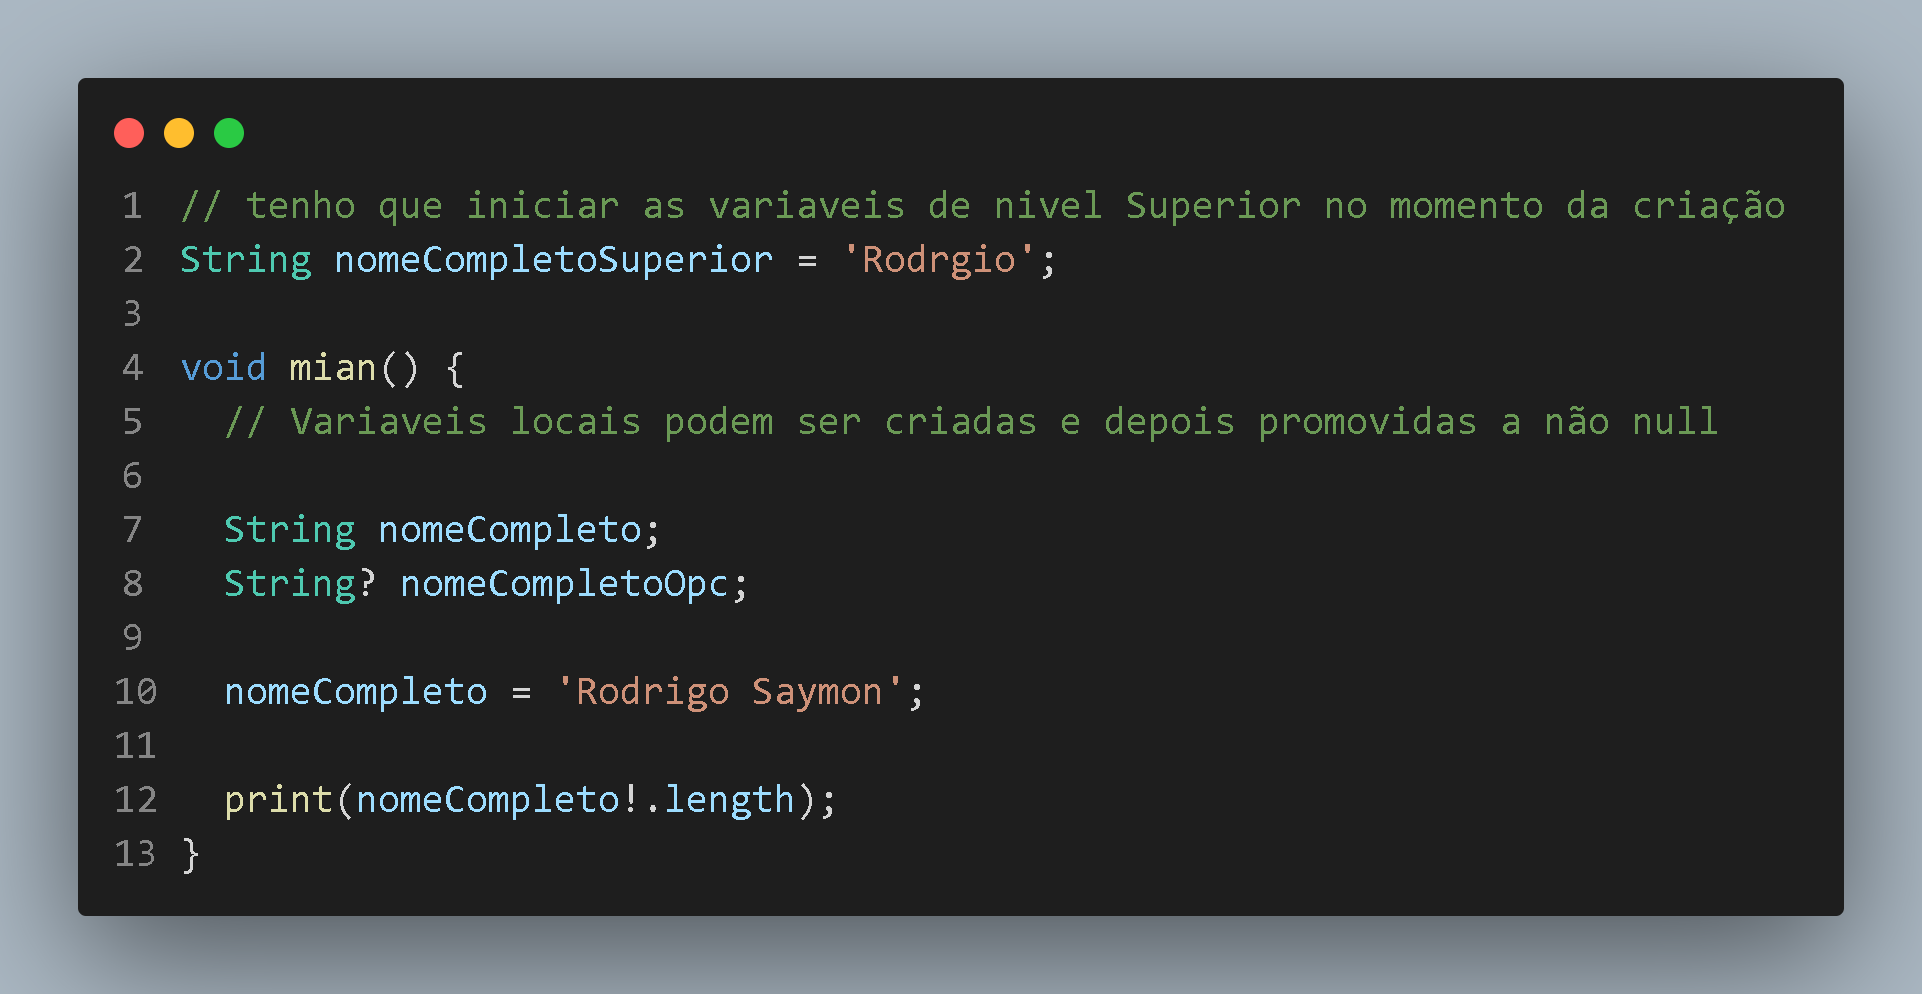 1 // tenho que iniciar as variaveis de nivel Superior no momento da criação
2 String nomeCompletoSuperior = 'Rodrgio';
3
4 void mian() {
5   // Variaveis locais podem ser criadas e depois promovidas a não null
6
7   String nomeCompleto;
8   String? nomeCompletoOpc;
9
10   nomeCompleto = 'Rodrigo Saymon';
11
12   print(nomeCompleto!.length);
13 }